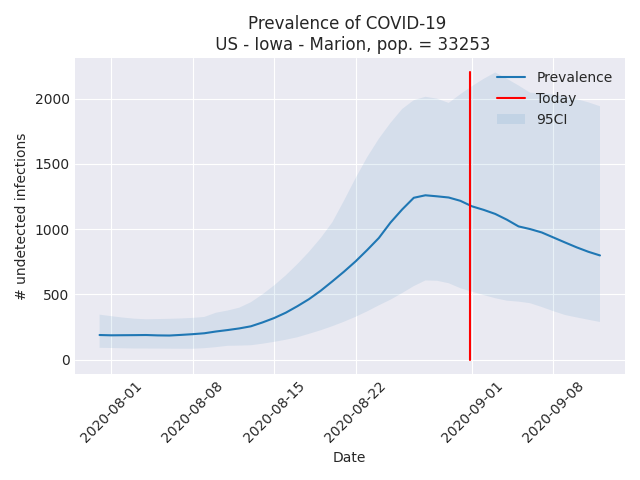 Prevalence of COVID-19
US - Iowa - Marion, pop. = 33253
Prevalence
Today
95CI
# undetected infections
2000
1500
1000
500
0
2020-08-01
2020-08-08
2020-08-15
2020-08-22
2020-09-01
2020-09-08
Date